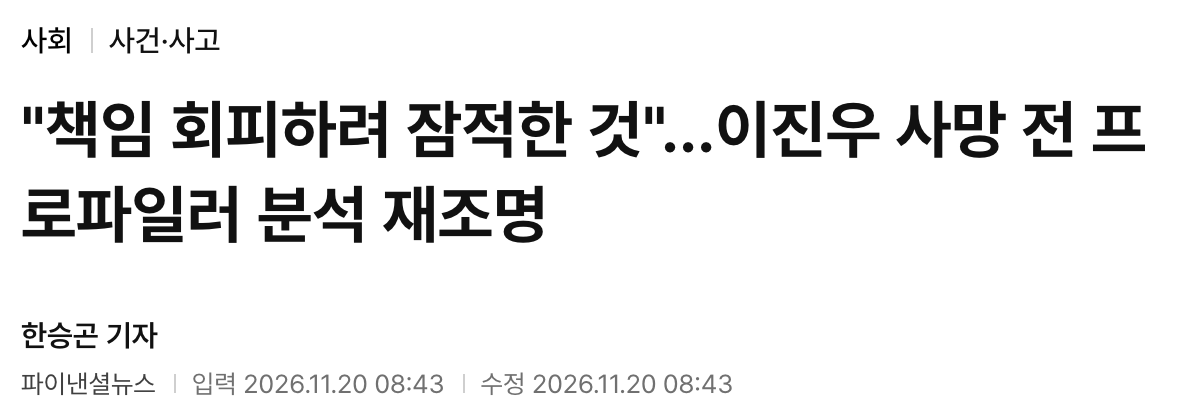 사회 | 사건·사고
"책임 회피하려 잠적한 것"...이진우 사망 전 프
로파일러 분석 재조명
한승곤 기자
파이낸셜뉴스 | 입력 2026.11.20 08:43 | 수정 2026.11.20 08:43